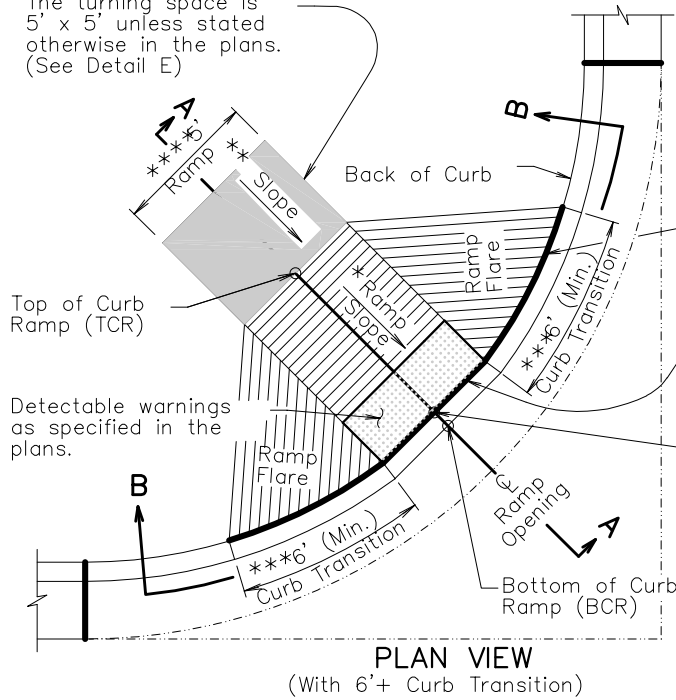 The turning space is
5' x 5' unless stated
otherwise in the plans.
(See Detail E)
A
****5'
Ramp
**
Slope
B
Back of Curb
Ramp
Flare
*Ramp
Slope
***6' (Min.)
Curb Transition
Top of Curb
Ramp (TCR)
Detectable warnings
as specified in the
plans.
Ramp
Flare
B
℄
Ramp
Opening
A
***6' (Min.)
Curb Transition
Bottom of Curb
Ramp (BCR)
PLAN VIEW
(With 6'+ Curb Transition)